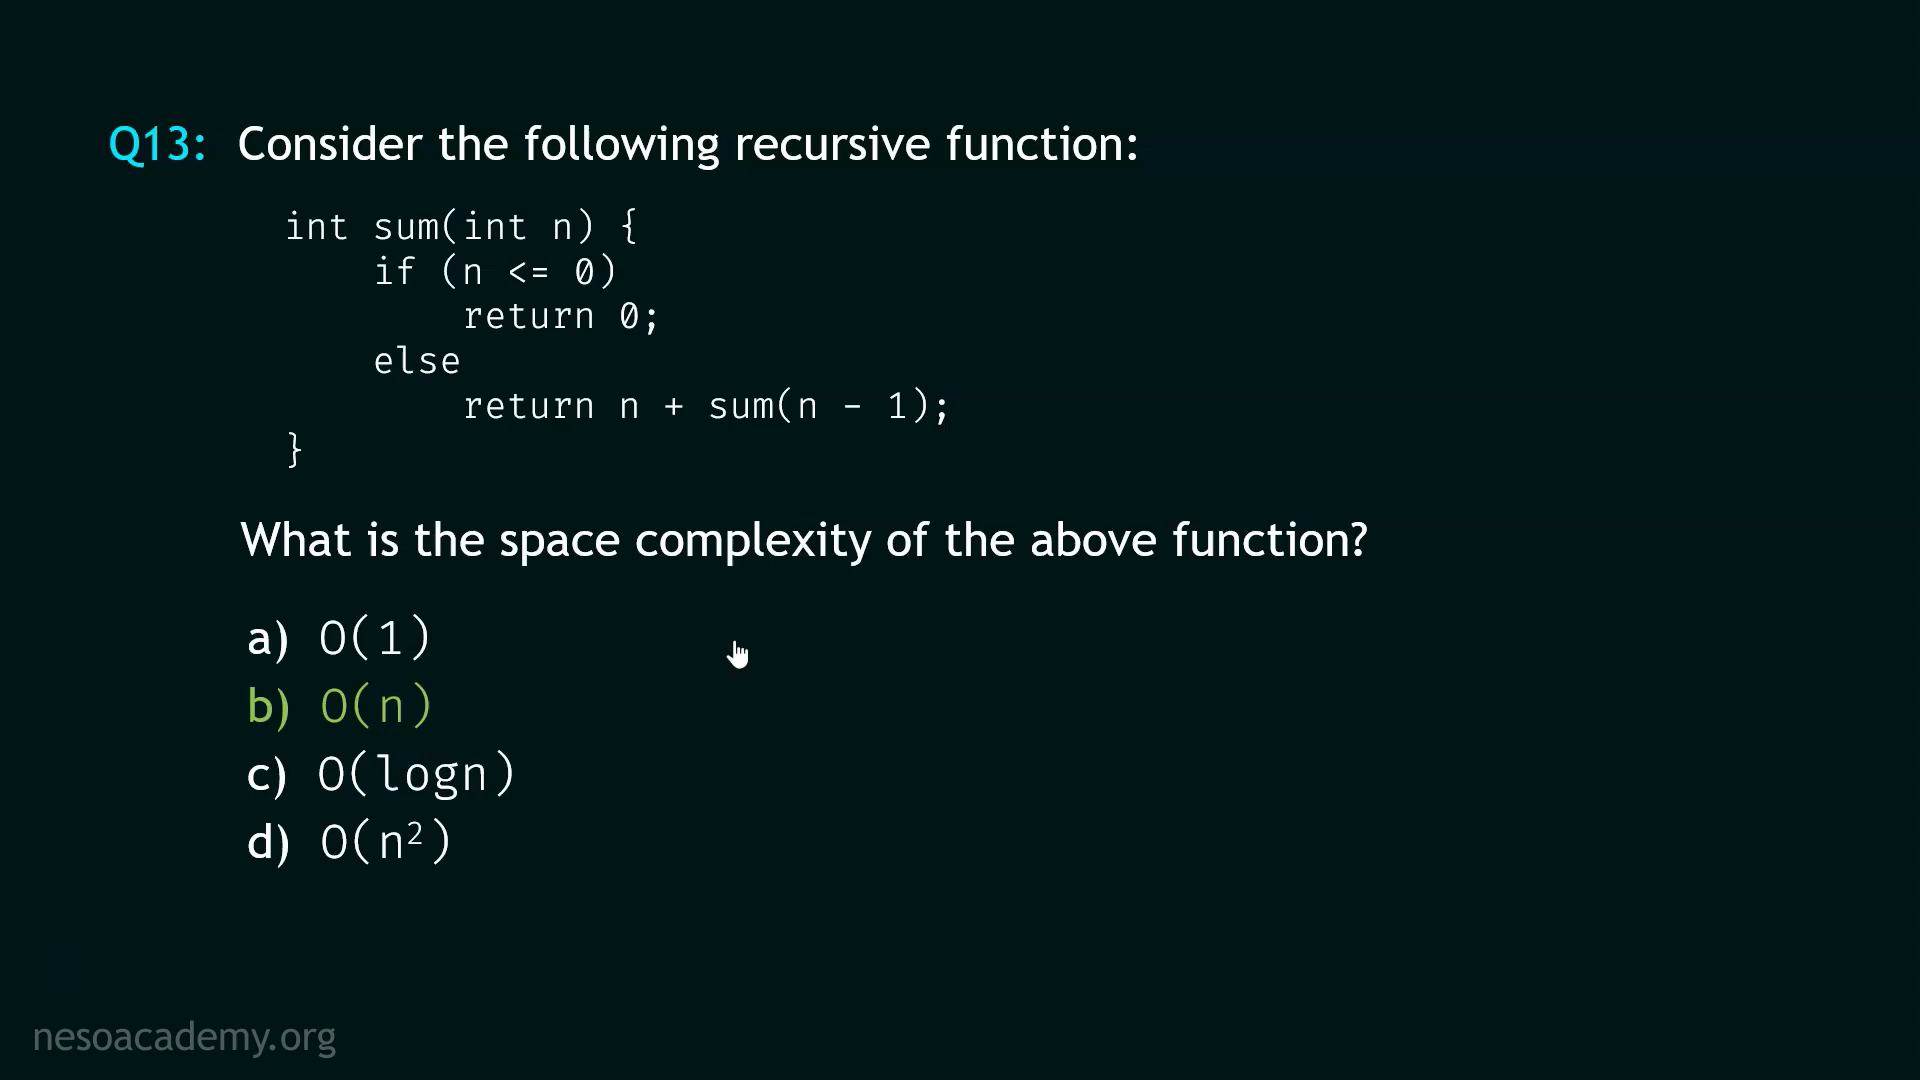 Q13: Consider the following recursive function:
int sum(int n) {
if (n <= 0)
return 0;
else
return n + sum(n - 1);
}
What is the space complexity of the above function?
a) O(1)
b) O(n)
c) O(logn)
d) O(n²)
nesoacademy.org